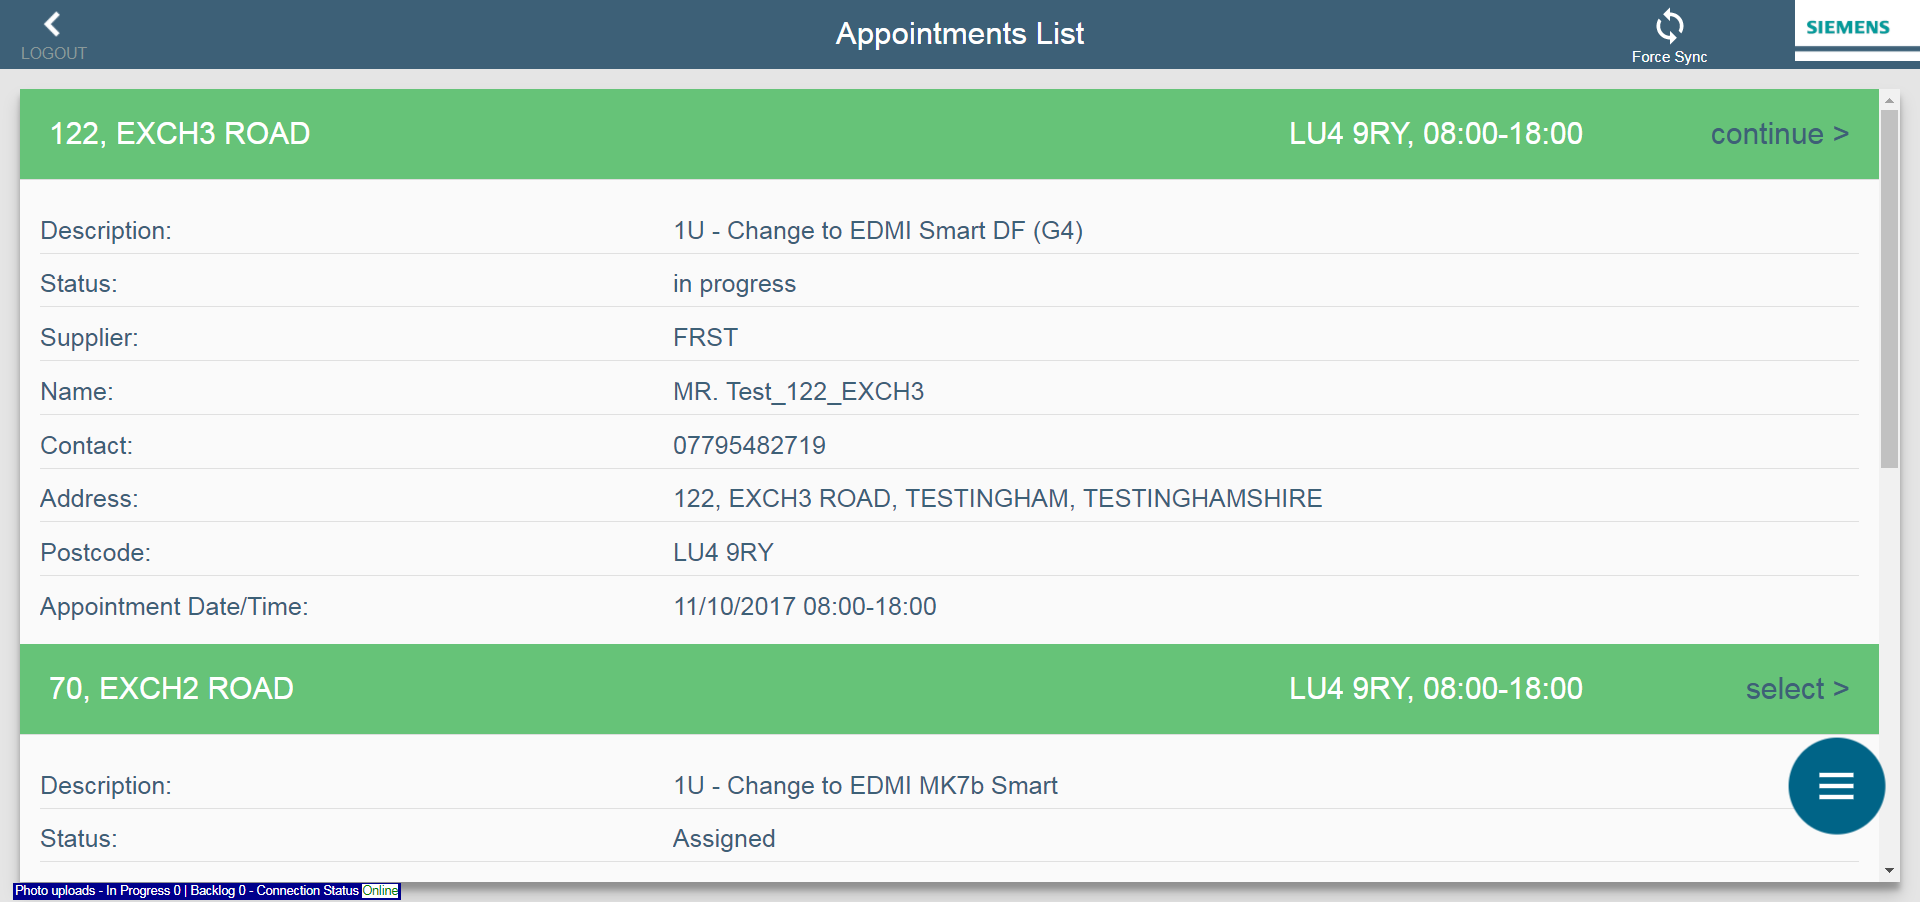 LOGOUT
Appointments List
Force Sync
SIEMENS
122, EXCH3 ROAD LU4 9RY, 08:00-18:00 continue >
Description: 1U - Change to EDMI Smart DF (G4)
Status: in progress
Supplier: FRST
Name: MR. Test_122_EXCH3
Contact: 07795482719
Address: 122, EXCH3 ROAD, TESTINGHAM, TESTINGHAMSHIRE
Postcode: LU4 9RY
Appointment Date/Time: 11/10/2017 08:00-18:00
70, EXCH2 ROAD LU4 9RY, 08:00-18:00 select >
Description: 1U - Change to EDMI MK7b Smart
Status: Assigned
Photo uploads - In Progress 0 | Backlog 0 - Connection Status Online